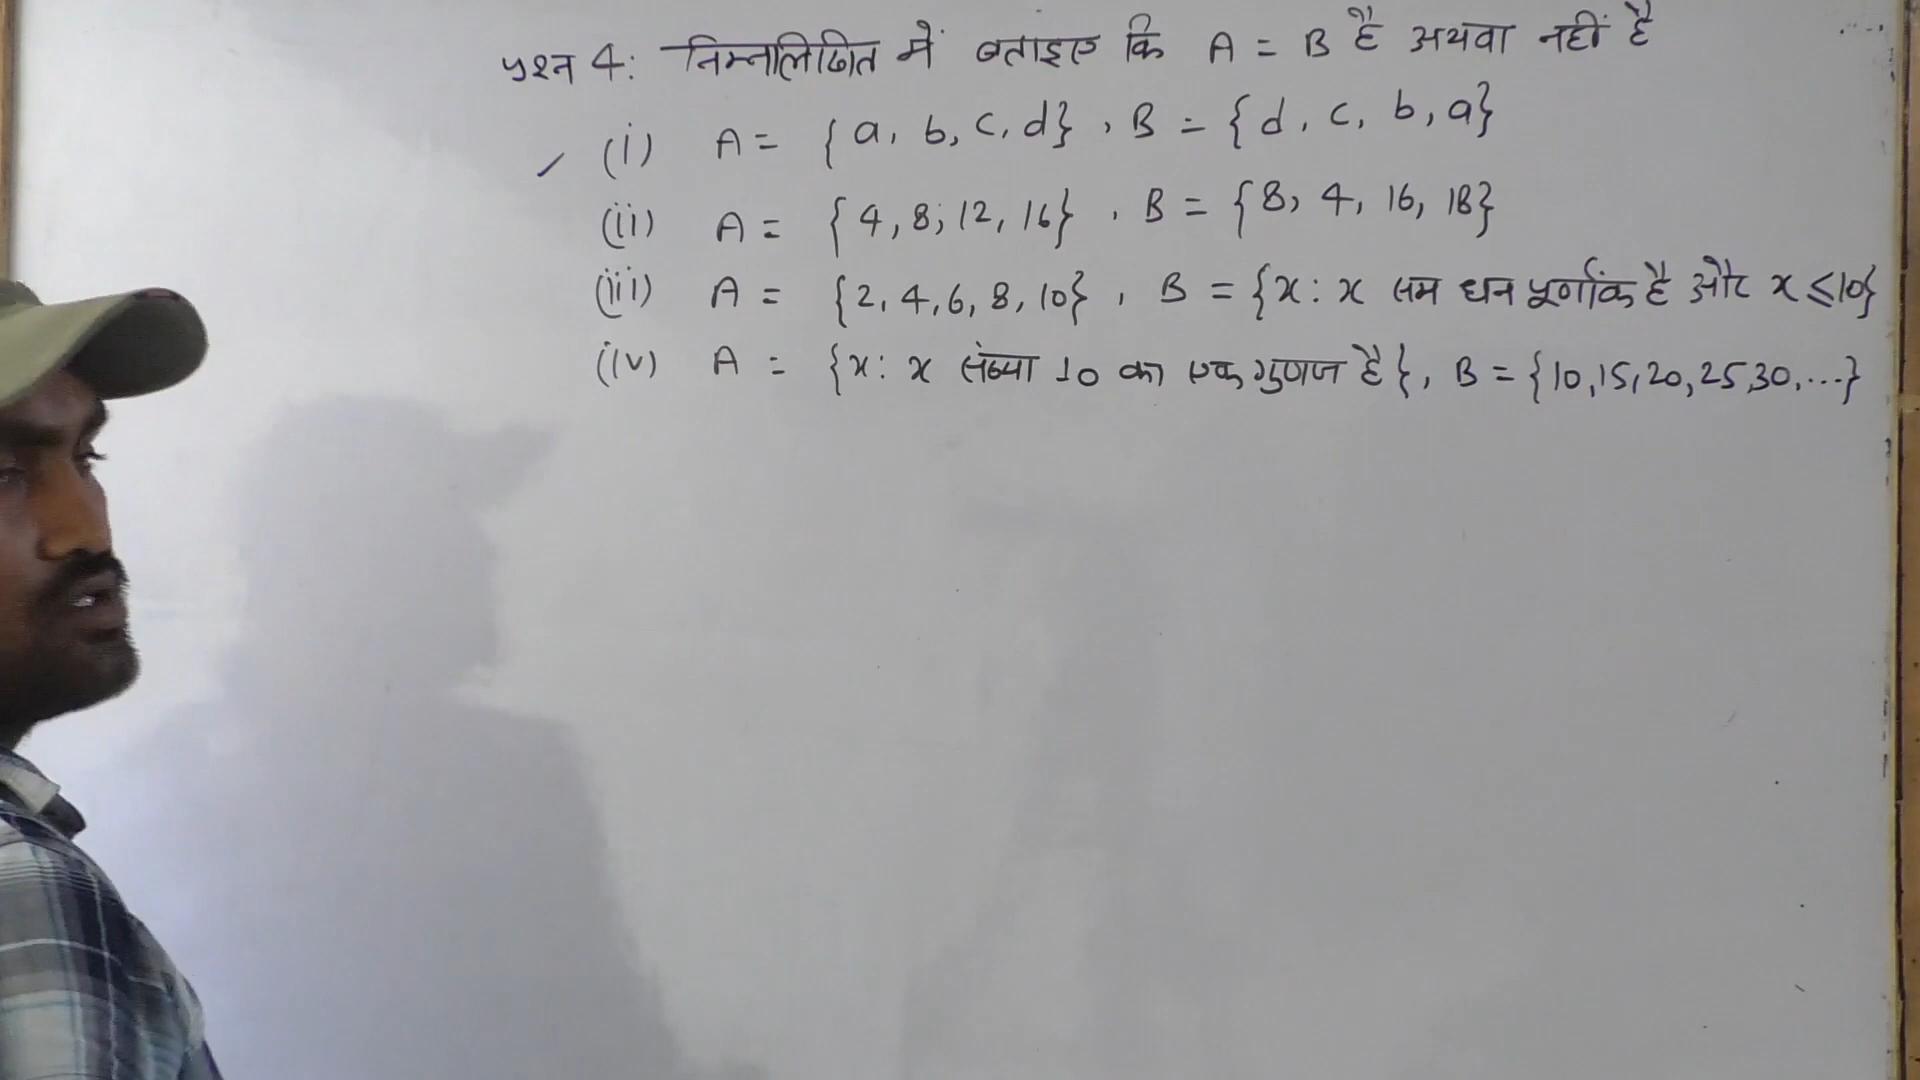 प्रश्न 4: निम्नलिखित में बताइए कि A = B है अथवा नहीं है
(i) A = {a, b, c, d}, B = {d, c, b, a}
(ii) A = {4, 8, 12, 16}, B = {8, 4, 16, 18}
(iii) A = {2, 4, 6, 8, 10}, B = {x: x सम धन पूर्णांक है और x ≤ 10}
(iv) A = {x: x संख्या 10 का एक गुणज है}, B = {10, 15, 20, 25, 30, ...}